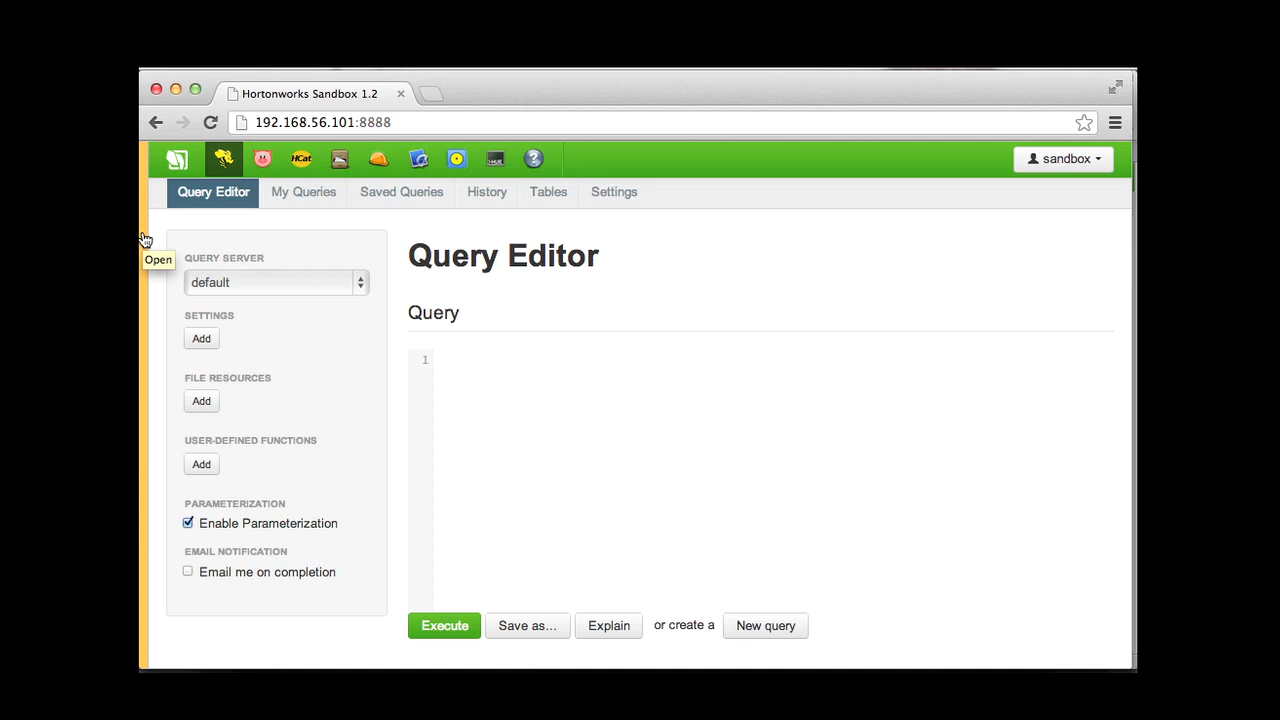 Hortonworks Sandbox 1.2
192.168.56.101:8888
HCat
HUE
?
sandbox
Query Editor
My Queries
Saved Queries
History
Tables
Settings
Open
QUERY SERVER
default
SETTINGS
Add
FILE RESOURCES
Add
USER-DEFINED FUNCTIONS
Add
PARAMETERIZATION
Enable Parameterization
EMAIL NOTIFICATION
Email me on completion
Query Editor
Query
1
Execute
Save as...
Explain
or create a
New query